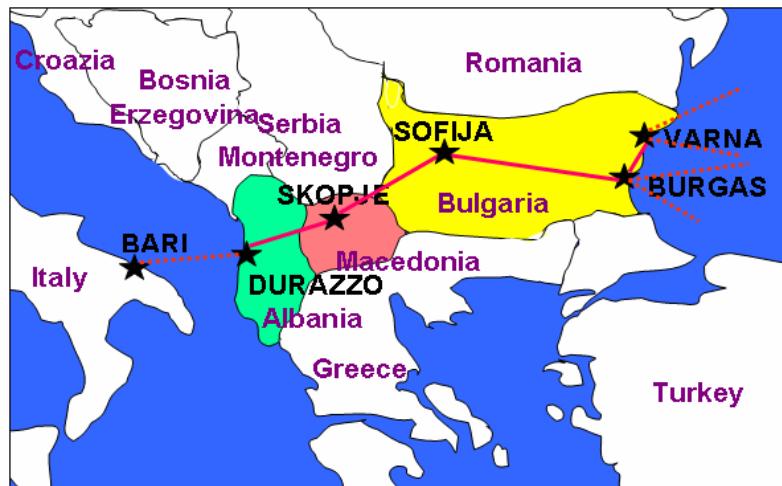 Croazia
Romania
Bosnia
Erzegovina
Serbia
Montenegro
SOFIJA
VARNA
BURGAS
SKOPJE
Bulgaria
BARI
Italy
Macedonia
DURAZZO
Albania
Greece
Turkey